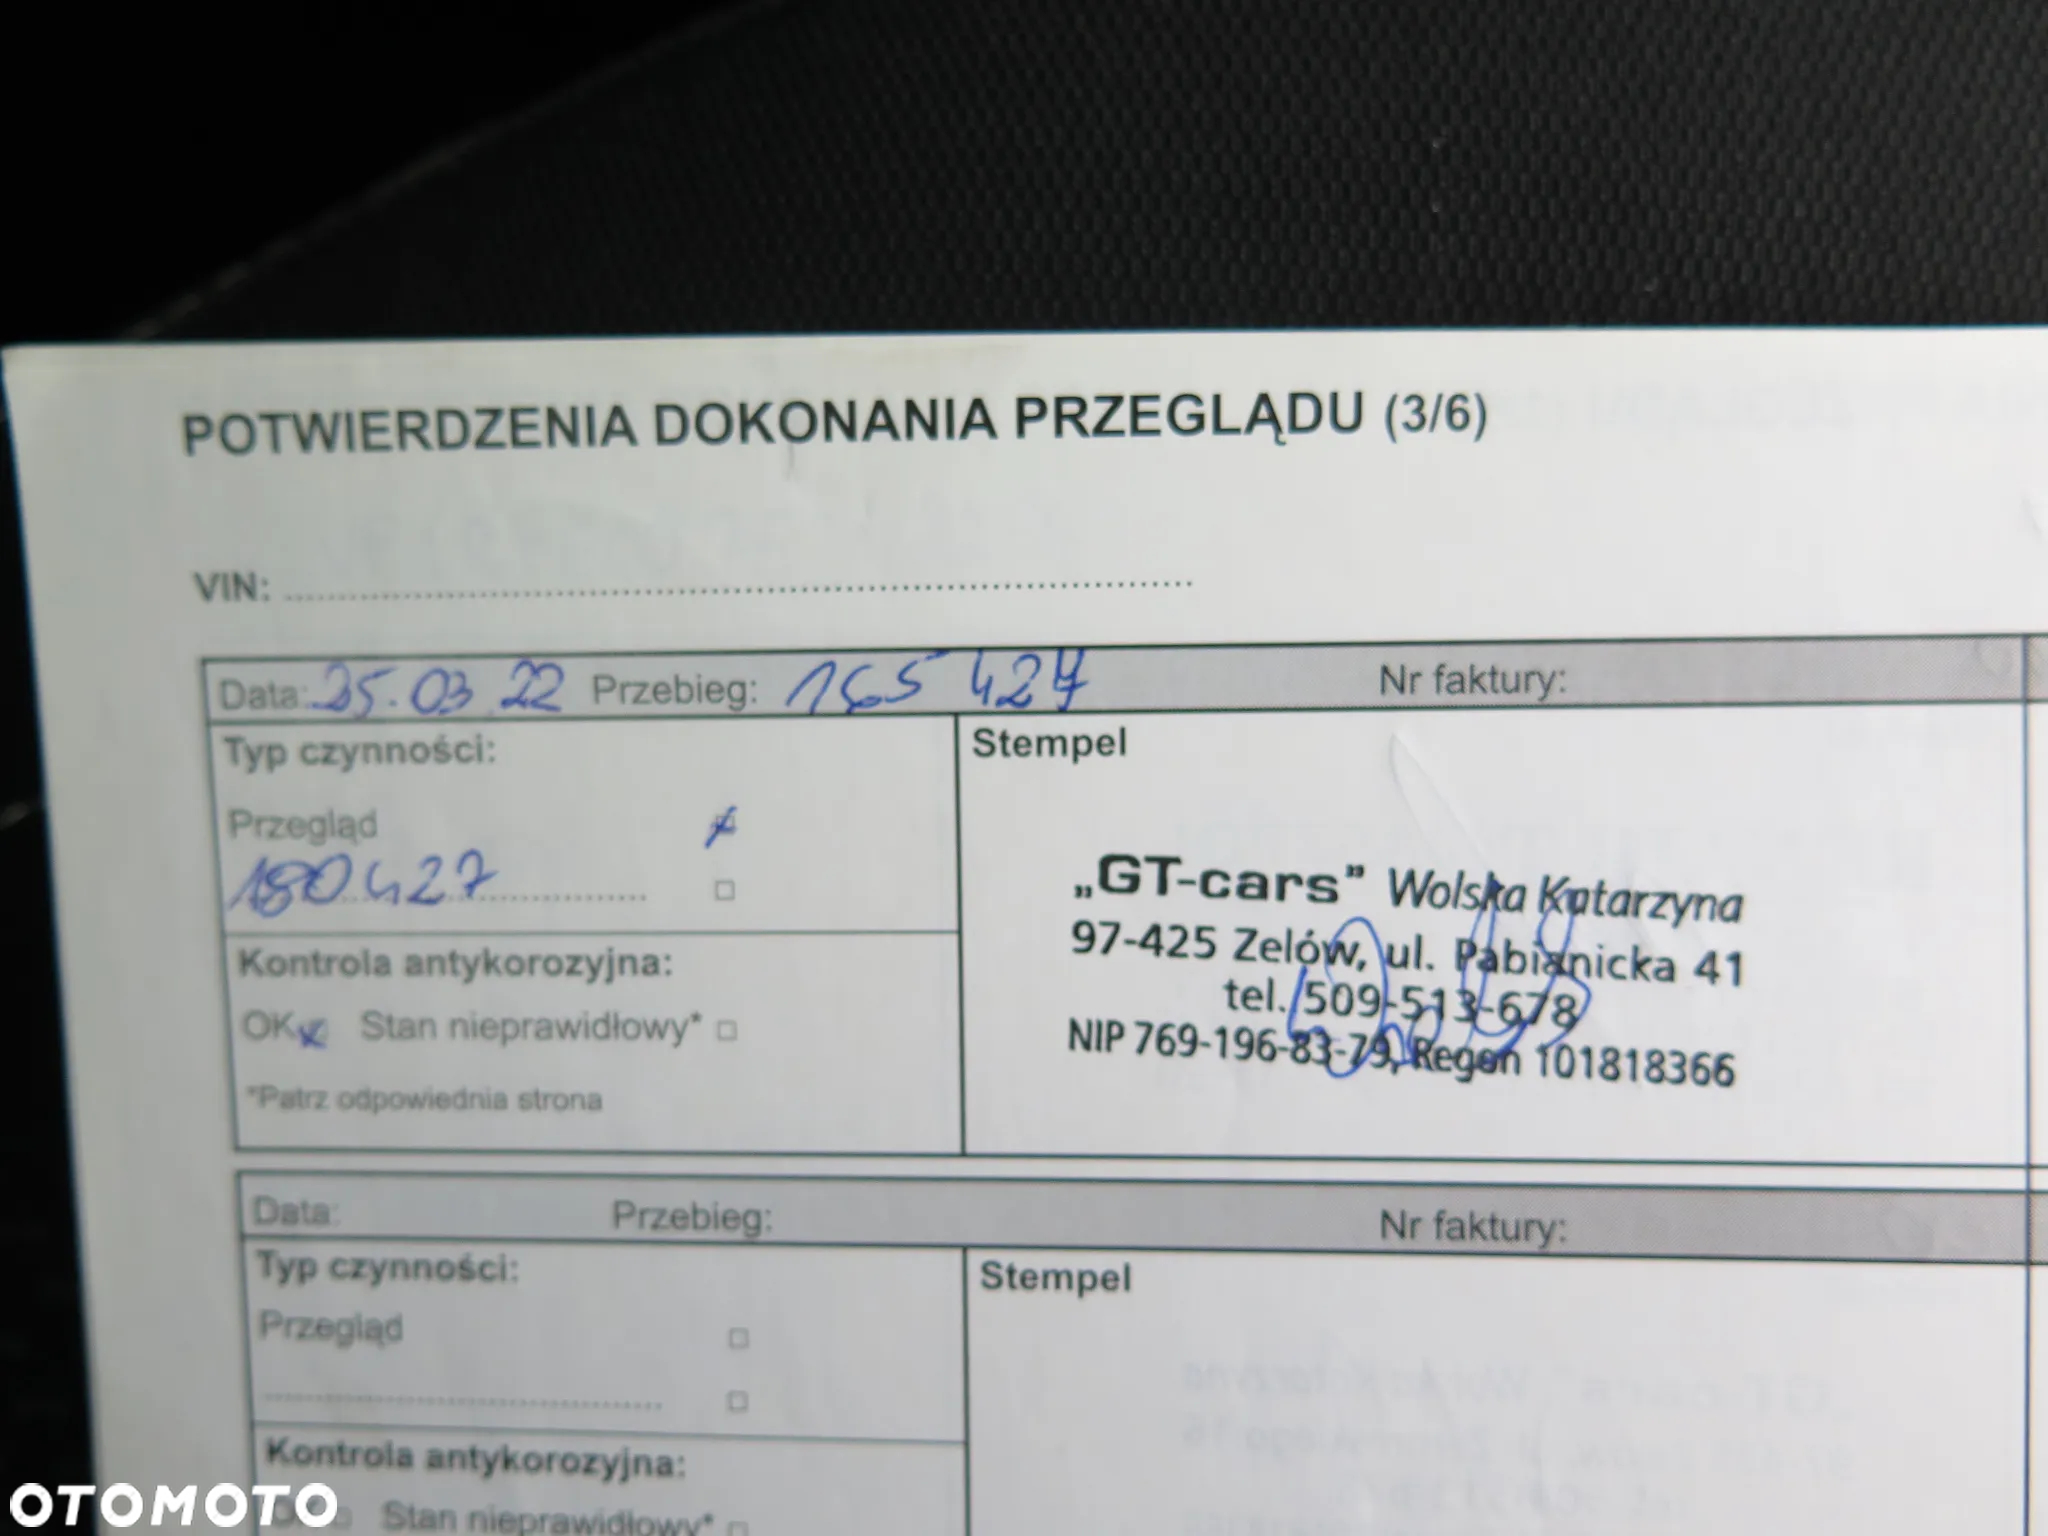 POTWIERDZENIA DOKONANIA PRZEGLĄDU (3/6)
VIN:
Data: 25.03.22 Przebieg: 165 427 Nr faktury:
Typ czynności:
Przegląd
180427
Stempel
„GT-cars” Wolska Katarzyna
97-425 Zelów, ul. Pabianicka 41
tel. 509-513-678
NIP 769-196-83-79, Regon 101818366
Kontrola antykorozyjna:
OK Stan nieprawidłowy*
*Patrz odpowiednia strona
Data: Przebieg: Nr faktury:
Typ czynności:
Przegląd
Stempel
Kontrola antykorozyjna:
OK Stan nieprawidłowy*
OTOMOTO